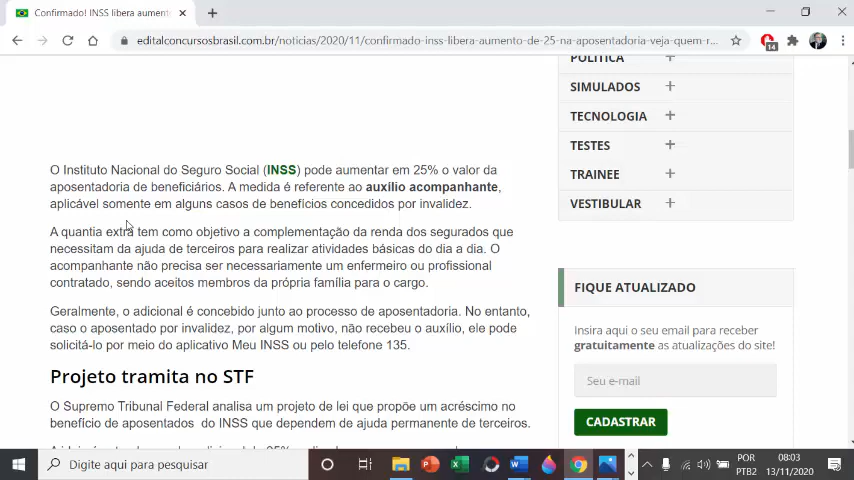 Confirmado! INSS libera aument
editalconcursosbrasil.com.br/noticias/2020/11/confirmado-inss-libera-aumento-de-25-na-aposentadoria-veja-quem-r...
14
POLÍTICA
SIMULADOS
TECNOLOGIA
TESTES
TRAINEE
VESTIBULAR
O Instituto Nacional do Seguro Social (INSS) pode aumentar em 25% o valor da
aposentadoria de beneficiários. A medida é referente ao auxílio acompanhante,
aplicável somente em alguns casos de benefícios concedidos por invalidez.
A quantia extra tem como objetivo a complementação da renda dos segurados que
necessitam da ajuda de terceiros para realizar atividades básicas do dia a dia. O
acompanhante não precisa ser necessariamente um enfermeiro ou profissional
contratado, sendo aceitos membros da própria família para o cargo.
Geralmente, o adicional é concebido junto ao processo de aposentadoria. No entanto,
caso o aposentado por invalidez, por algum motivo, não recebeu o auxílio, ele pode
solicitá-lo por meio do aplicativo Meu INSS ou pelo telefone 135.
Projeto tramita no STF
O Supremo Tribunal Federal analisa um projeto de lei que propõe um acréscimo no
benefício de aposentados do INSS que dependem de ajuda permanente de terceiros.
FIQUE ATUALIZADO
Insira aqui o seu email para receber
gratuitamente as atualizações do site!
Seu e-mail
CADASTRAR
Digite aqui para pesquisar
POR
PTB2
08:03
13/11/2020